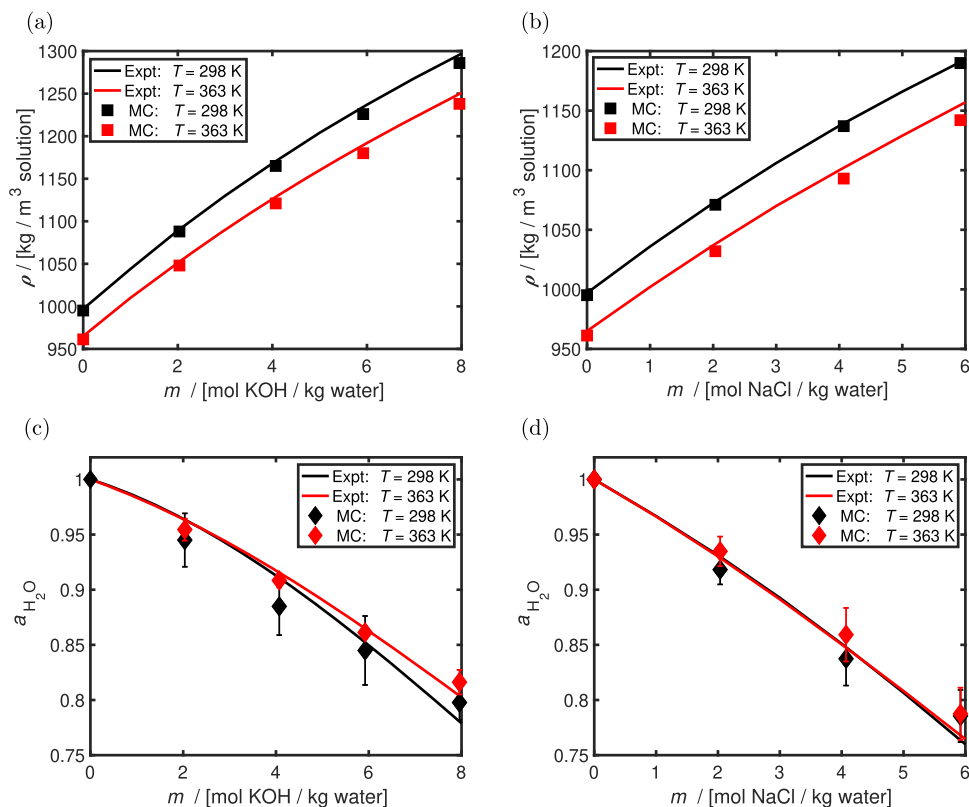 (a)
1300
1250
1200
1150
1100
1050
1000
950
ρ / [kg / m³ solution]
Expt: T = 298 K
Expt: T = 363 K
MC: T = 298 K
MC: T = 363 K
0 2 4 6 8
m / [mol KOH / kg water]
(b)
1200
1150
1100
1050
1000
950
ρ / [kg / m³ solution]
Expt: T = 298 K
Expt: T = 363 K
MC: T = 298 K
MC: T = 363 K
0 1 2 3 4 5 6
m / [mol NaCl / kg water]
(c)
1
0.95
0.9
0.85
0.8
0.75
a_H₂O
Expt: T = 298 K
Expt: T = 363 K
MC: T = 298 K
MC: T = 363 K
0 2 4 6 8
m / [mol KOH / kg water]
(d)
1
0.95
0.9
0.85
0.8
0.75
a_H₂O
Expt: T = 298 K
Expt: T = 363 K
MC: T = 298 K
MC: T = 363 K
0 1 2 3 4 5 6
m / [mol NaCl / kg water]